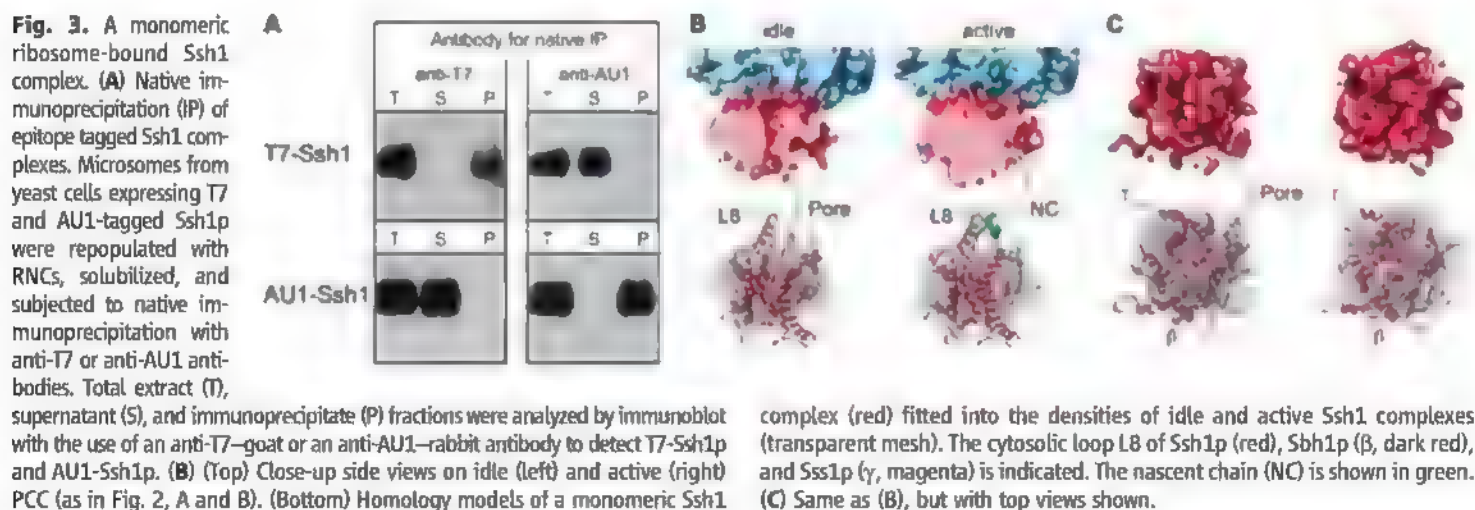 Fig. 3. A monomeric
ribosome-bound Ssh1
complex. (A) Native im-
munoprecipitation (IP) of
epitope tagged Ssh1 com-
plexes. Microsomes from
yeast cells expressing T7
and AU1-tagged Ssh1p
were repopulated with
RNCs, solubilized, and
subjected to native im-
munoprecipitation with
anti-T7 or anti-AU1 anti-
bodies. Total extract (T),
supernatant (S), and immunoprecipitate (P) fractions were analyzed by immunoblot
with the use of an anti-T7–goat or an anti-AU1–rabbit antibody to detect T7-Ssh1p
and AU1-Ssh1p. (B) (Top) Close-up side views on idle (left) and active (right)
PCC (as in Fig. 2, A and B). (Bottom) Homology models of a monomeric Ssh1
A
Antibody for native IP
anti-T7 anti-AU1
T S P T S P
T7-Ssh1
T S P T S P
AU1-Ssh1
B
idle active
L8 Pore L8 NC
C
Pore
β β
complex (red) fitted into the densities of idle and active Ssh1 complexes
(transparent mesh). The cytosolic loop L8 of Ssh1p (red), Sbh1p (β, dark red),
and Sss1p (γ, magenta) is indicated. The nascent chain (NC) is shown in green.
(C) Same as (B), but with top views shown.